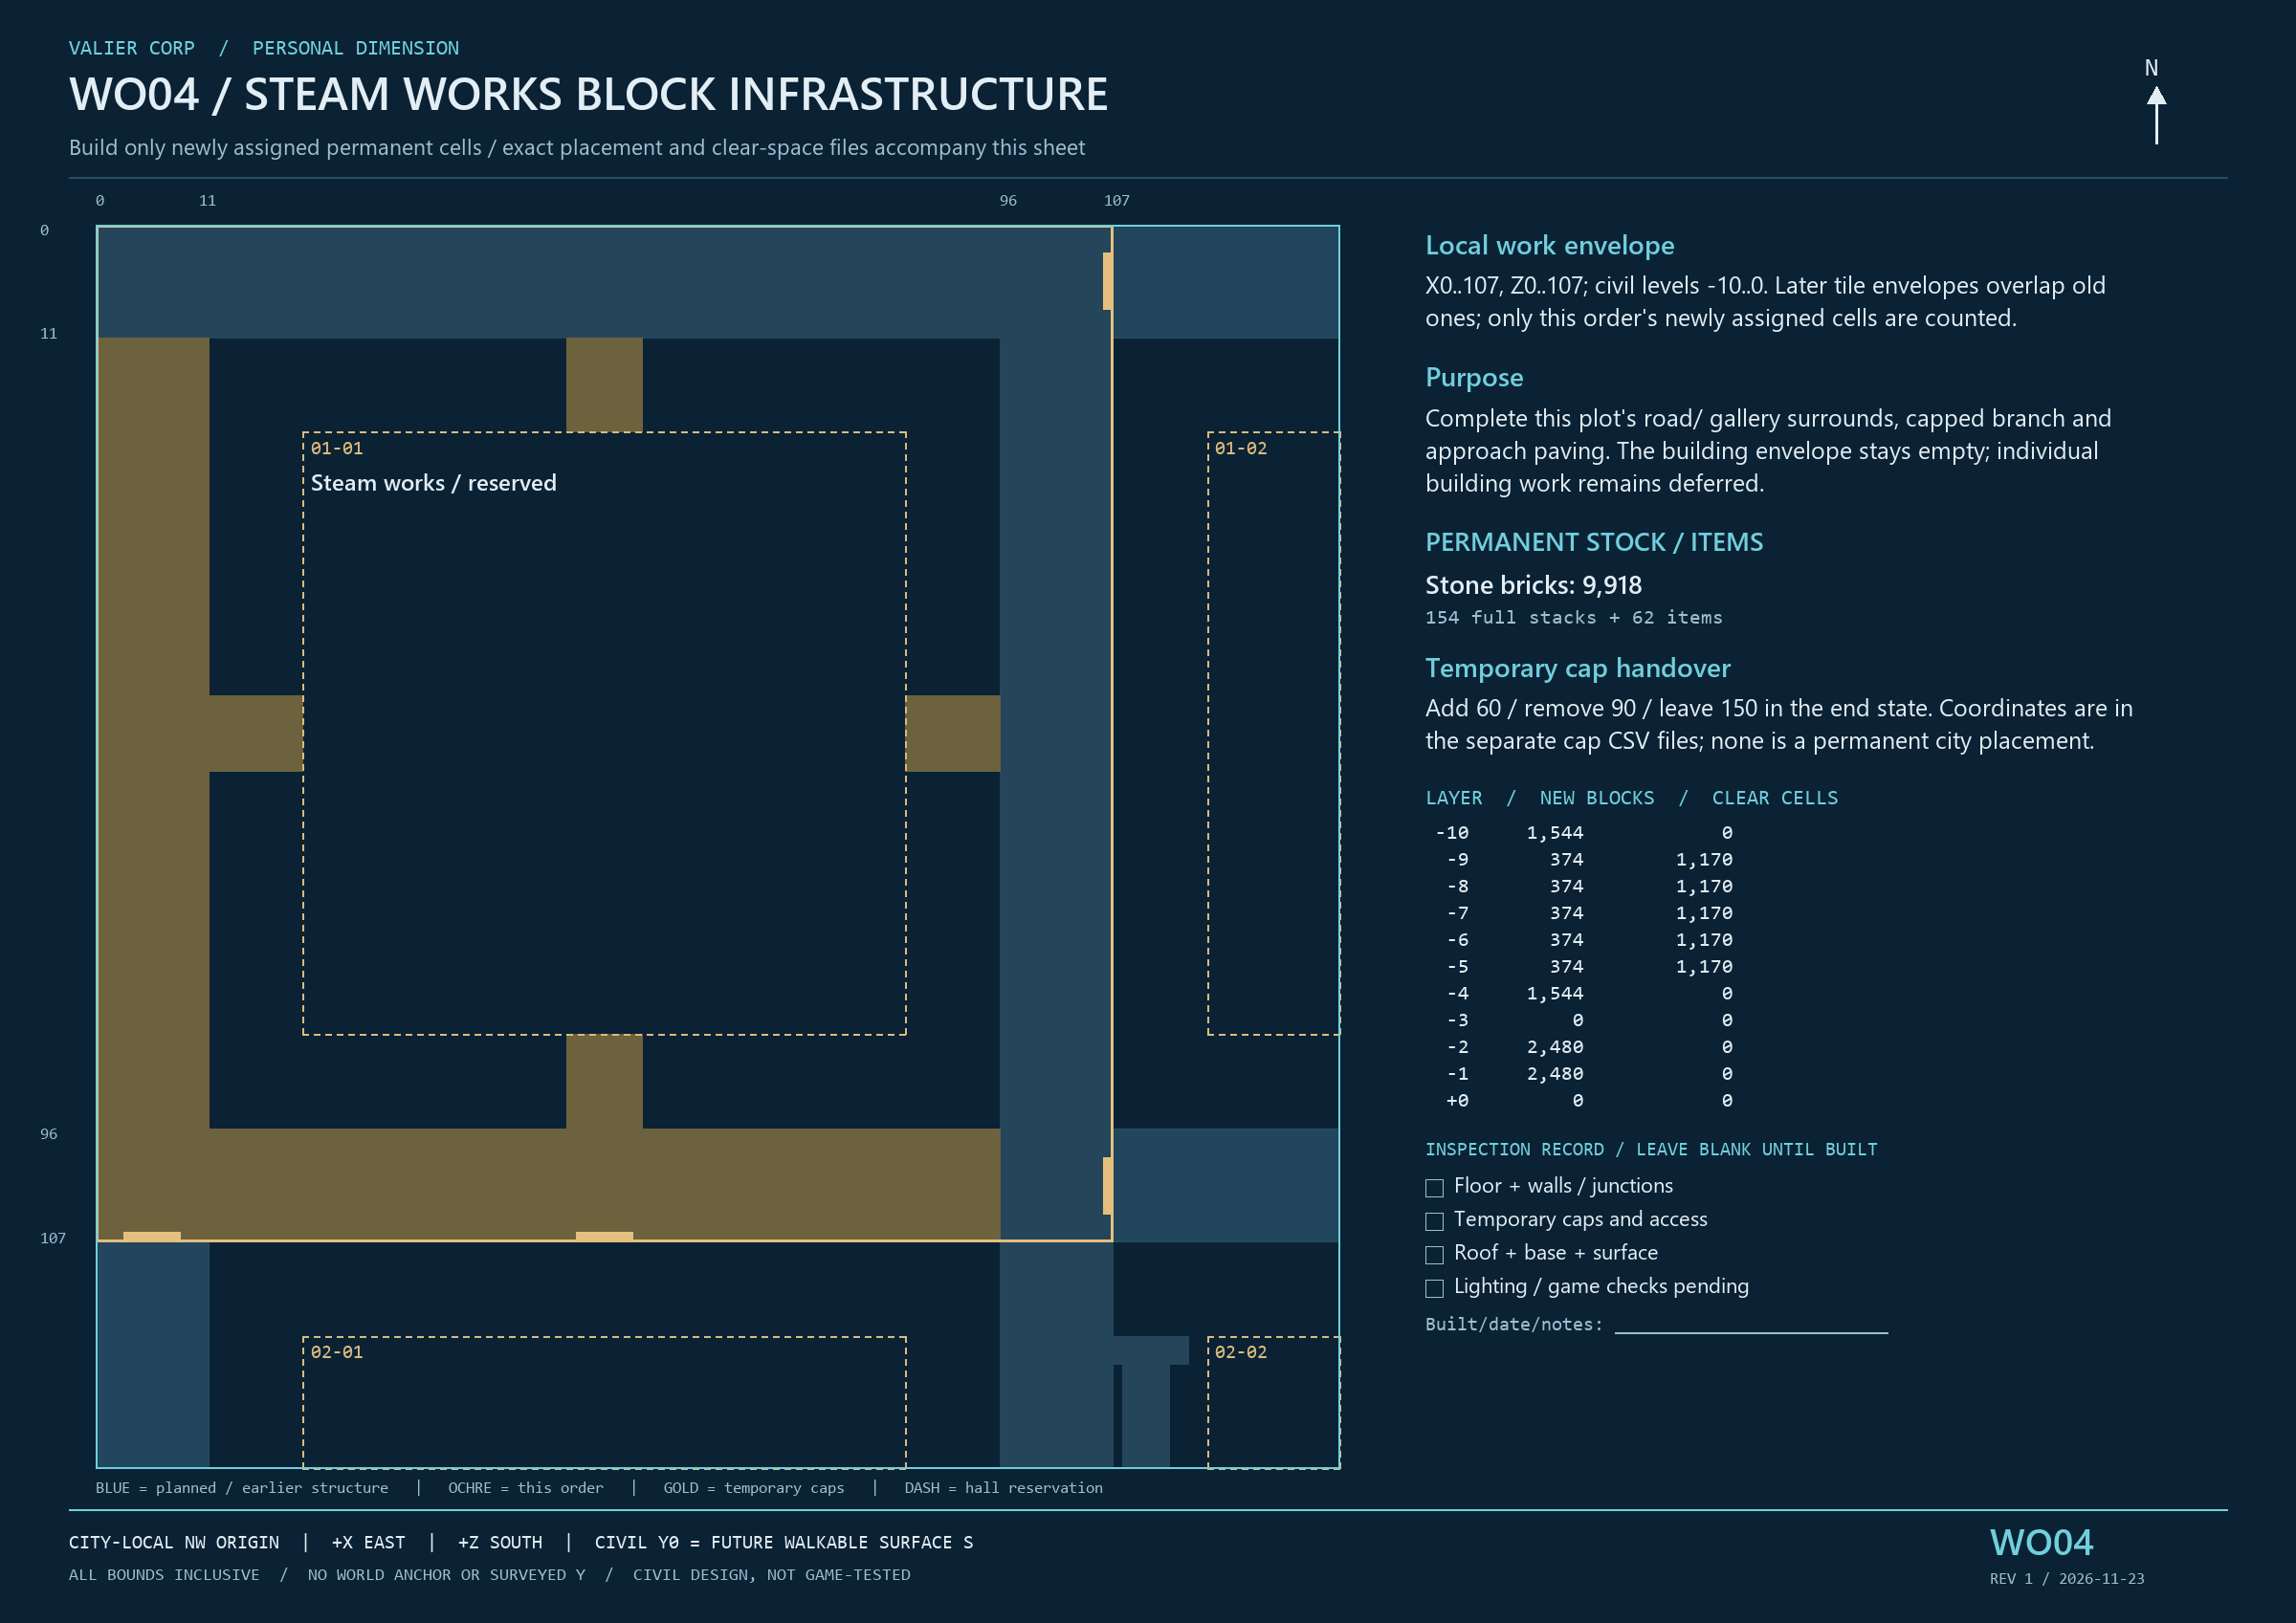 VALIER CORP / PERSONAL DIMENSION
WO04 / STEAM WORKS BLOCK INFRASTRUCTURE
Build only newly assigned permanent cells / exact placement and clear-space files accompany this sheet
N
0 11 96 107
0
11
96
107
01-01
Steam works / reserved
01-02
02-01
02-02
Local work envelope
X0..107, Z0..107; civil levels -10..0. Later tile envelopes overlap old
ones; only this order's newly assigned cells are counted.
Purpose
Complete this plot's road/ gallery surrounds, capped branch and
approach paving. The building envelope stays empty; individual
building work remains deferred.
PERMANENT STOCK / ITEMS
Stone bricks: 9,918
154 full stacks + 62 items
Temporary cap handover
Add 60 / remove 90 / leave 150 in the end state. Coordinates are in
the separate cap CSV files; none is a permanent city placement.
LAYER / NEW BLOCKS / CLEAR CELLS
-10 1,544 0
-9 374 1,170
-8 374 1,170
-7 374 1,170
-6 374 1,170
-5 374 1,170
-4 1,544 0
-3 0 0
-2 2,480 0
-1 2,480 0
+0 0 0
INSPECTION RECORD / LEAVE BLANK UNTIL BUILT
Floor + walls / junctions
Temporary caps and access
Roof + base + surface
Lighting / game checks pending
Built/date/notes:
BLUE = planned / earlier structure | OCHRE = this order | GOLD = temporary caps | DASH = hall reservation
CITY-LOCAL NW ORIGIN | +X EAST | +Z SOUTH | CIVIL Y0 = FUTURE WALKABLE SURFACE S
ALL BOUNDS INCLUSIVE / NO WORLD ANCHOR OR SURVEYED Y / CIVIL DESIGN, NOT GAME-TESTED
WO04
REV 1 / 2026-11-23